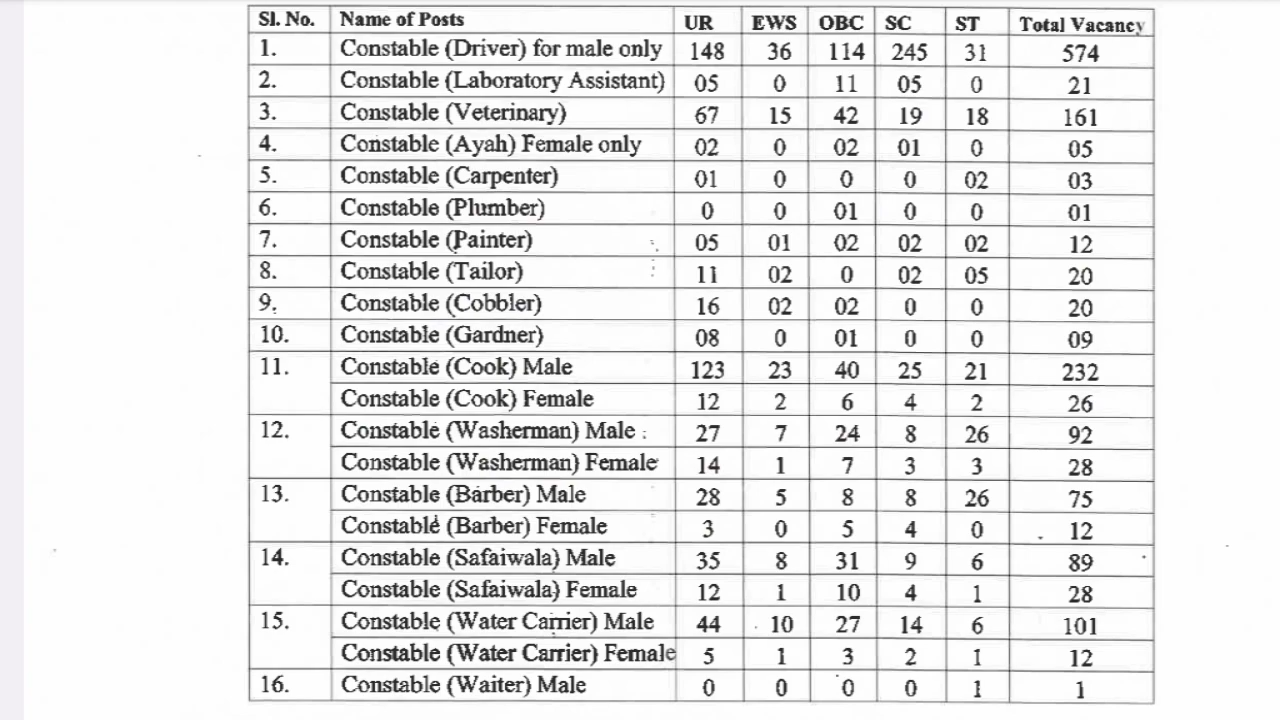 Sl. No. Name of Posts UR EWS OBC SC ST Total Vacancy
1. Constable (Driver) for male only 148 36 114 245 31 574
2. Constable (Laboratory Assistant) 05 0 11 05 0 21
3. Constable (Veterinary) 67 15 42 19 18 161
4. Constable (Ayah) Female only 02 0 02 01 0 05
5. Constable (Carpenter) 01 0 0 0 02 03
6. Constable (Plumber) 0 0 01 0 0 01
7. Constable (Painter) 05 01 02 02 02 12
8. Constable (Tailor) 11 02 0 02 05 20
9. Constable (Cobbler) 16 02 02 0 0 20
10. Constable (Gardner) 08 0 01 0 0 09
11. Constable (Cook) Male 123 23 40 25 21 232
Constable (Cook) Female 12 2 6 4 2 26
12. Constable (Washerman) Male 27 7 24 8 26 92
Constable (Washerman) Female 14 1 7 3 3 28
13. Constable (Barber) Male 28 5 8 8 26 75
Constable (Barber) Female 3 0 5 4 0 12
14. Constable (Safaiwala) Male 35 8 31 9 6 89
Constable (Safaiwala) Female 12 1 10 4 1 28
15. Constable (Water Carrier) Male 44 10 27 14 6 101
Constable (Water Carrier) Female 5 1 3 2 1 12
16. Constable (Waiter) Male 0 0 0 0 1 1